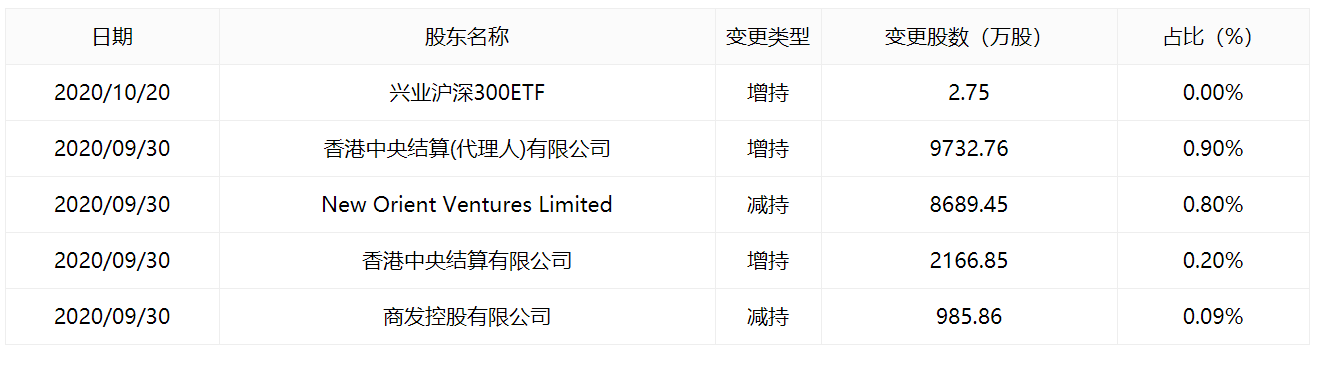 日期 股东名称 变更类型 变更股数（万股） 占比（%）
2020/10/20 兴业沪深300ETF 增持 2.75 0.00%
2020/09/30 香港中央结算(代理人)有限公司 增持 9732.76 0.90%
2020/09/30 New Orient Ventures Limited 减持 8689.45 0.80%
2020/09/30 香港中央结算有限公司 增持 2166.85 0.20%
2020/09/30 商发控股有限公司 减持 985.86 0.09%